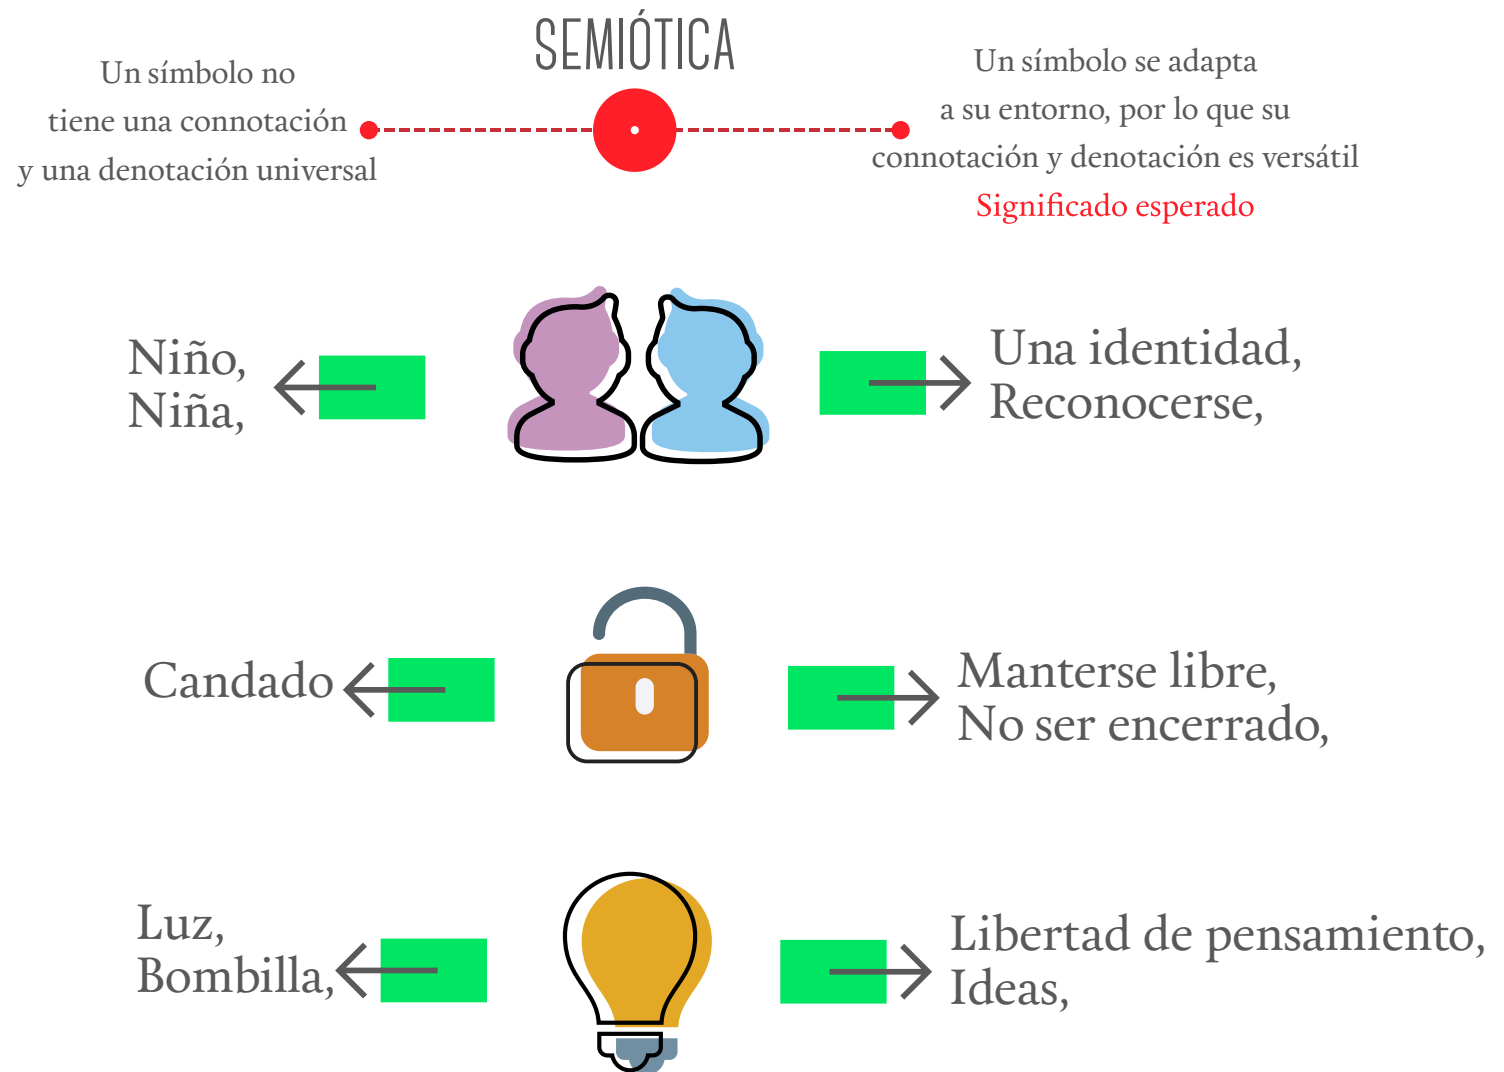 SEMIÓTICA
Un símbolo no
tiene una connotación
y una denotación universal
Un símbolo se adapta
a su entorno, por lo que su
connotación y denotación es versátil
Significado esperado
Niño,
Niña,
Una identidad,
Reconocerse,
Candado
Manterse libre,
No ser encerrado,
Luz,
Bombilla,
Libertad de pensamiento,
Ideas,